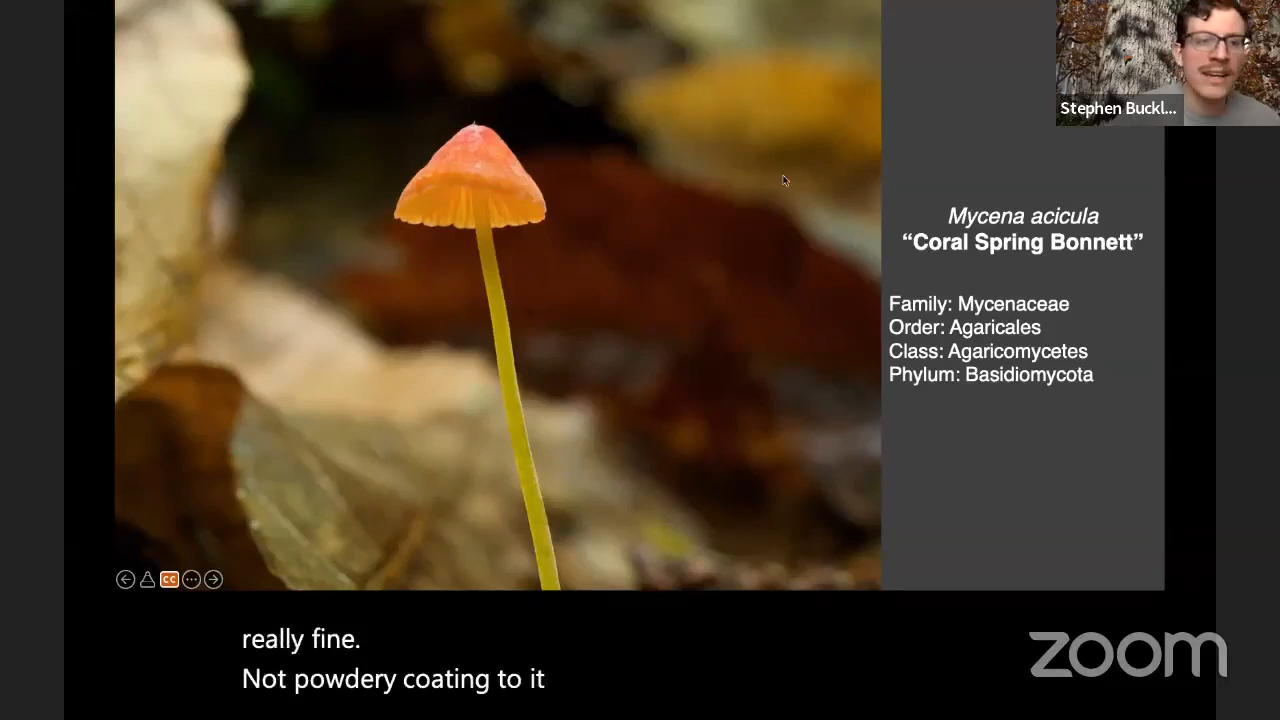 Stephen Buckl...
Mycena acicula
“Coral Spring Bonnett”
Family: Mycenaceae
Order: Agaricales
Class: Agaricomycetes
Phylum: Basidiomycota
CC
really fine.
Not powdery coating to it
zoom